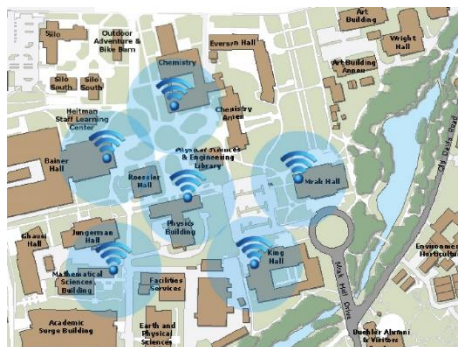 Silo
Outdoor
Adventure &
Bike Barn
Chemistry
Everson Hall
Art
Building
Wright
Hall
Art Building
Annex
Silo
South
Silo
South
Heitman
Staff Learning
Center
Chemistry
Annex
Bainer
Hall
Roessler
Hall
Physical Sciences
& Engineering
Library
Mrak Hall
Old Davis Road
Physics
Building
Ghausi
Hall
Jungerman
Hall
King
Hall
Mathematical
Sciences
Building
Facilities
Services
Environmen
Horticultu
Mrak Hall Drive
Academic
Surge Building
Earth and
Physical
Sciences
Buehler Alumni
& Visitors